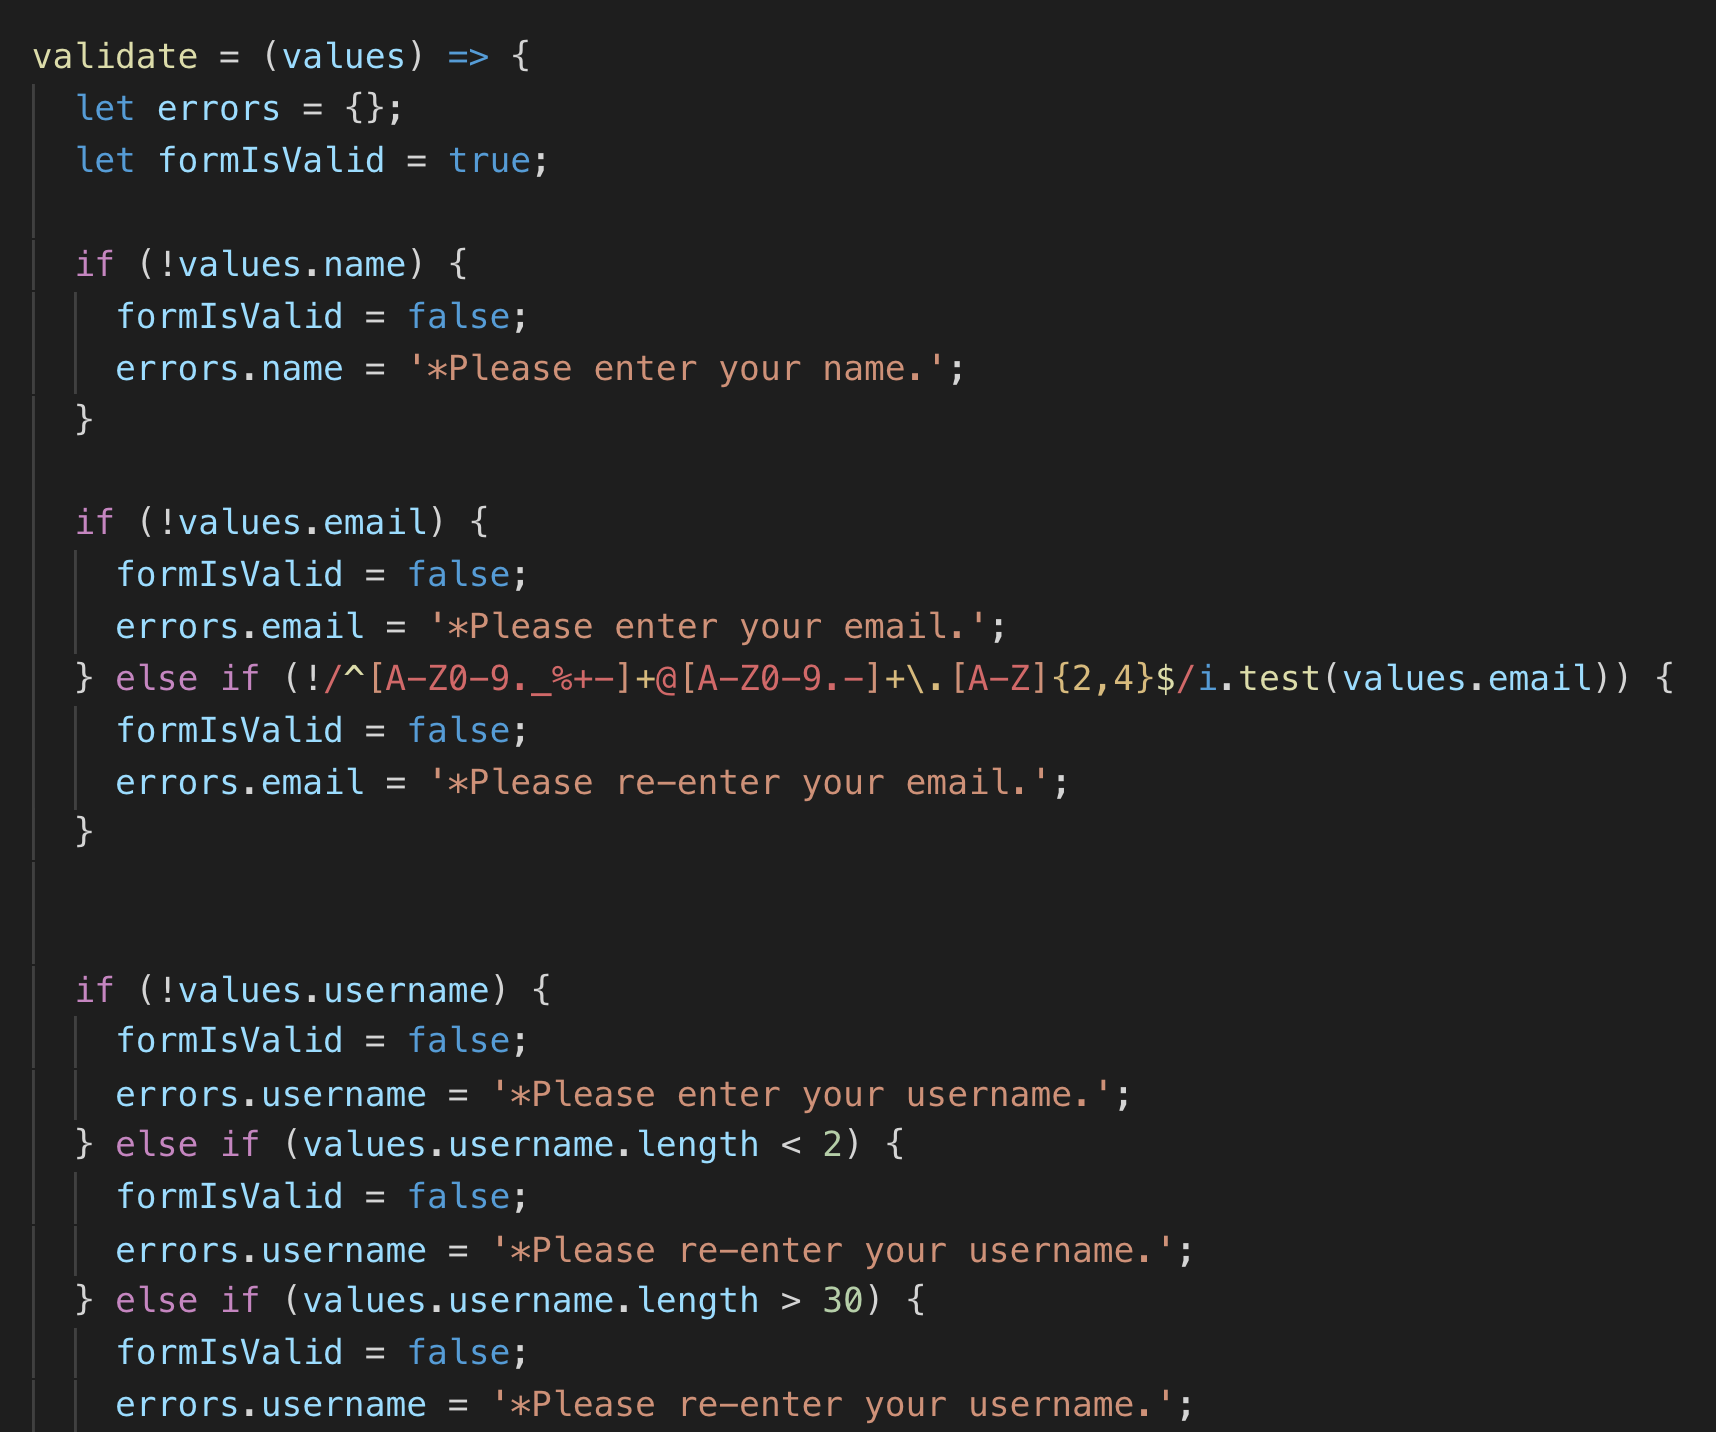 validate = (values) => {
  let errors = {};
  let formIsValid = true;

  if (!values.name) {
    formIsValid = false;
    errors.name = '*Please enter your name.';
  }

  if (!values.email) {
    formIsValid = false;
    errors.email = '*Please enter your email.';
  } else if (!/^[A-Z0-9._%+-]+@[A-Z0-9.-]+\.[A-Z]{2,4}$/i.test(values.email)) {
    formIsValid = false;
    errors.email = '*Please re-enter your email.';
  }


  if (!values.username) {
    formIsValid = false;
    errors.username = '*Please enter your username.';
  } else if (values.username.length < 2) {
    formIsValid = false;
    errors.username = '*Please re-enter your username.';
  } else if (values.username.length > 30) {
    formIsValid = false;
    errors.username = '*Please re-enter your username.';